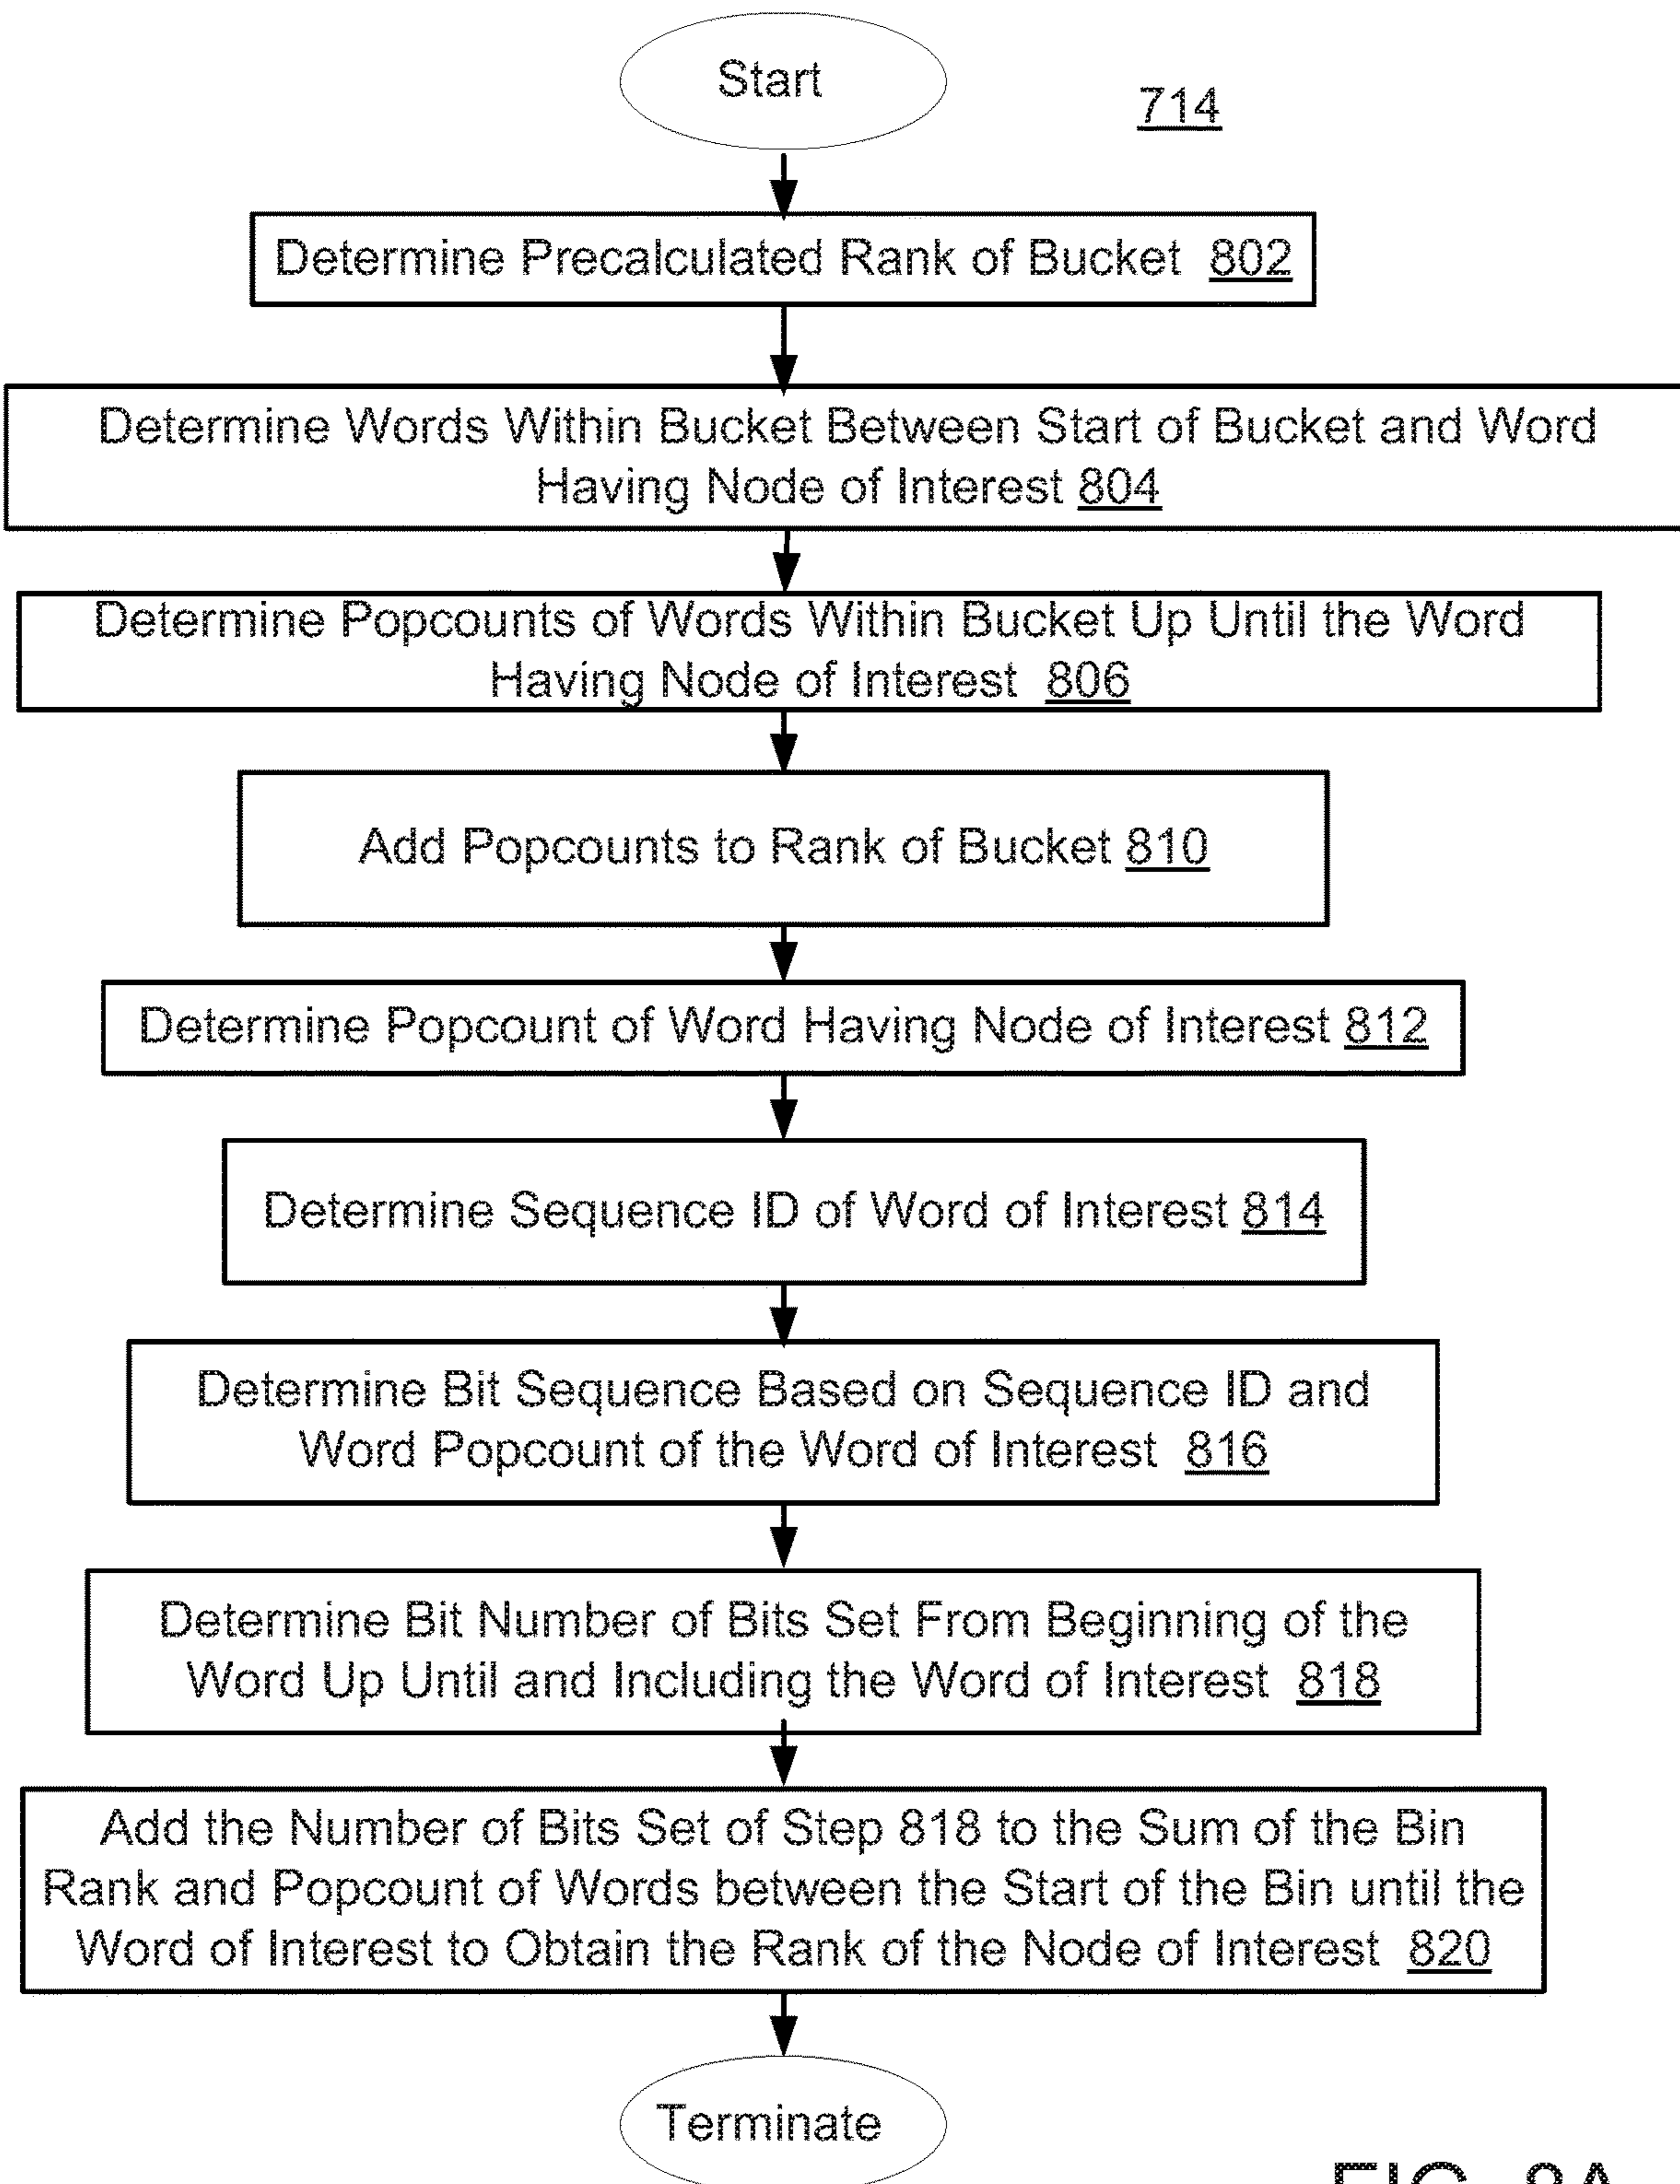 Start
714
Determine Precalculated Rank of Bucket 802
Determine Words Within Bucket Between Start of Bucket and Word
Having Node of Interest 804
Determine Popcounts of Words Within Bucket Up Until the Word
Having Node of Interest 806
Add Popcounts to Rank of Bucket 810
Determine Popcount of Word Having Node of Interest 812
Determine Sequence ID of Word of Interest 814
Determine Bit Sequence Based on Sequence ID and
Word Popcount of the Word of Interest 816
Determine Bit Number of Bits Set From Beginning of the
Word Up Until and Including the Word of Interest 818
Add the Number of Bits Set of Step 818 to the Sum of the Bin
Rank and Popcount of Words between the Start of the Bin until the
Word of Interest to Obtain the Rank of the Node of Interest 820
Terminate
FIG. 8A